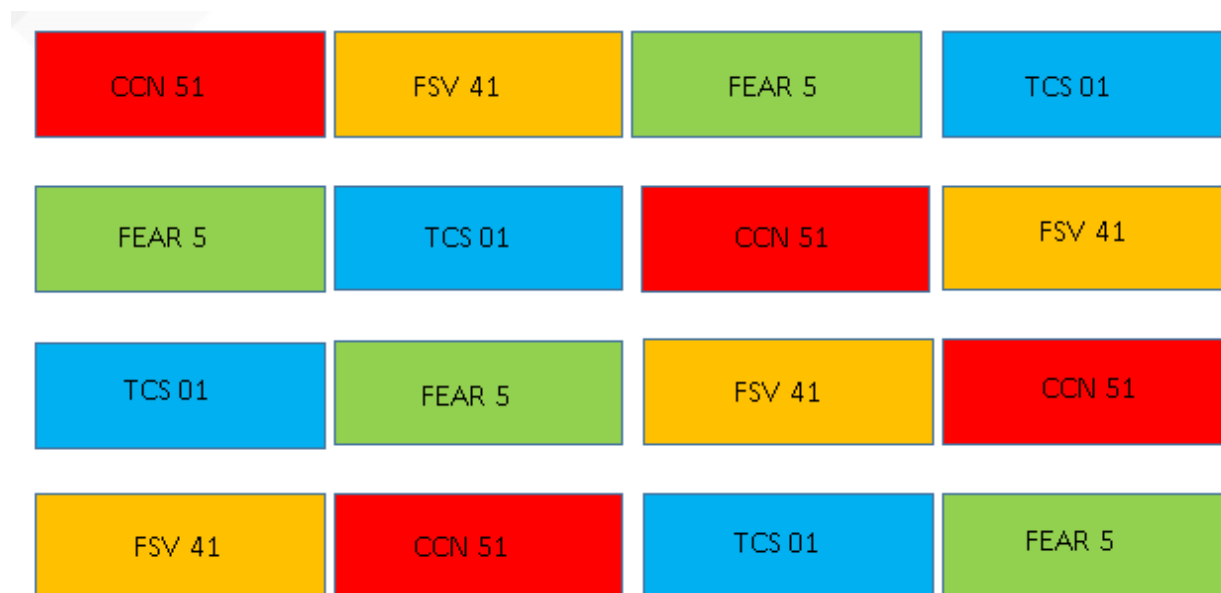 CCN 51 FSV 41 FEAR 5 TCS 01
FEAR 5 TCS 01 CCN 51 FSV 41
TCS 01 FEAR 5 FSV 41 CCN 51
FSV 41 CCN 51 TCS 01 FEAR 5